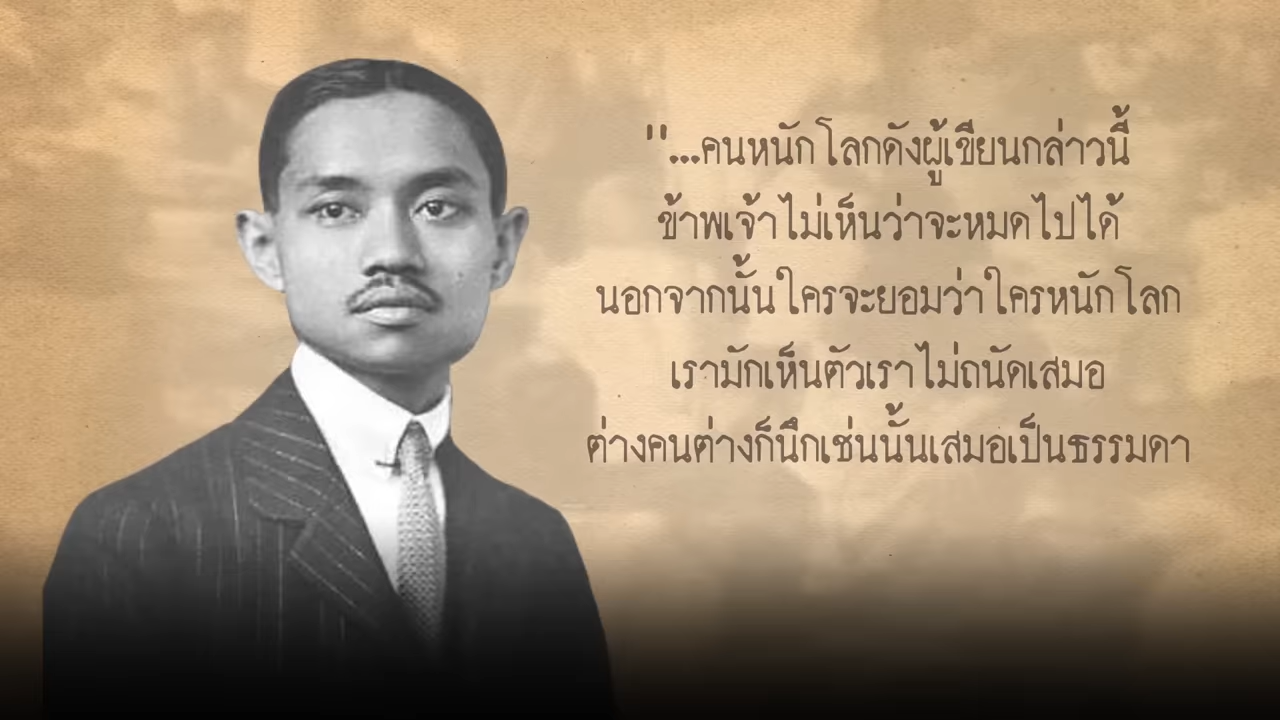 "...คนหนักโลกดังผู้เขียนกล่าวนี้
ข้าพเจ้าไม่เห็นว่าจะหมดไปได้
นอกจากนั้นใครจะยอมว่าใครหนักโลก
เรามักเห็นตัวเราไม่ถนัดเสมอ
ต่างคนต่างก็นึกเช่นนั้นเสมอเป็นธรรมดา